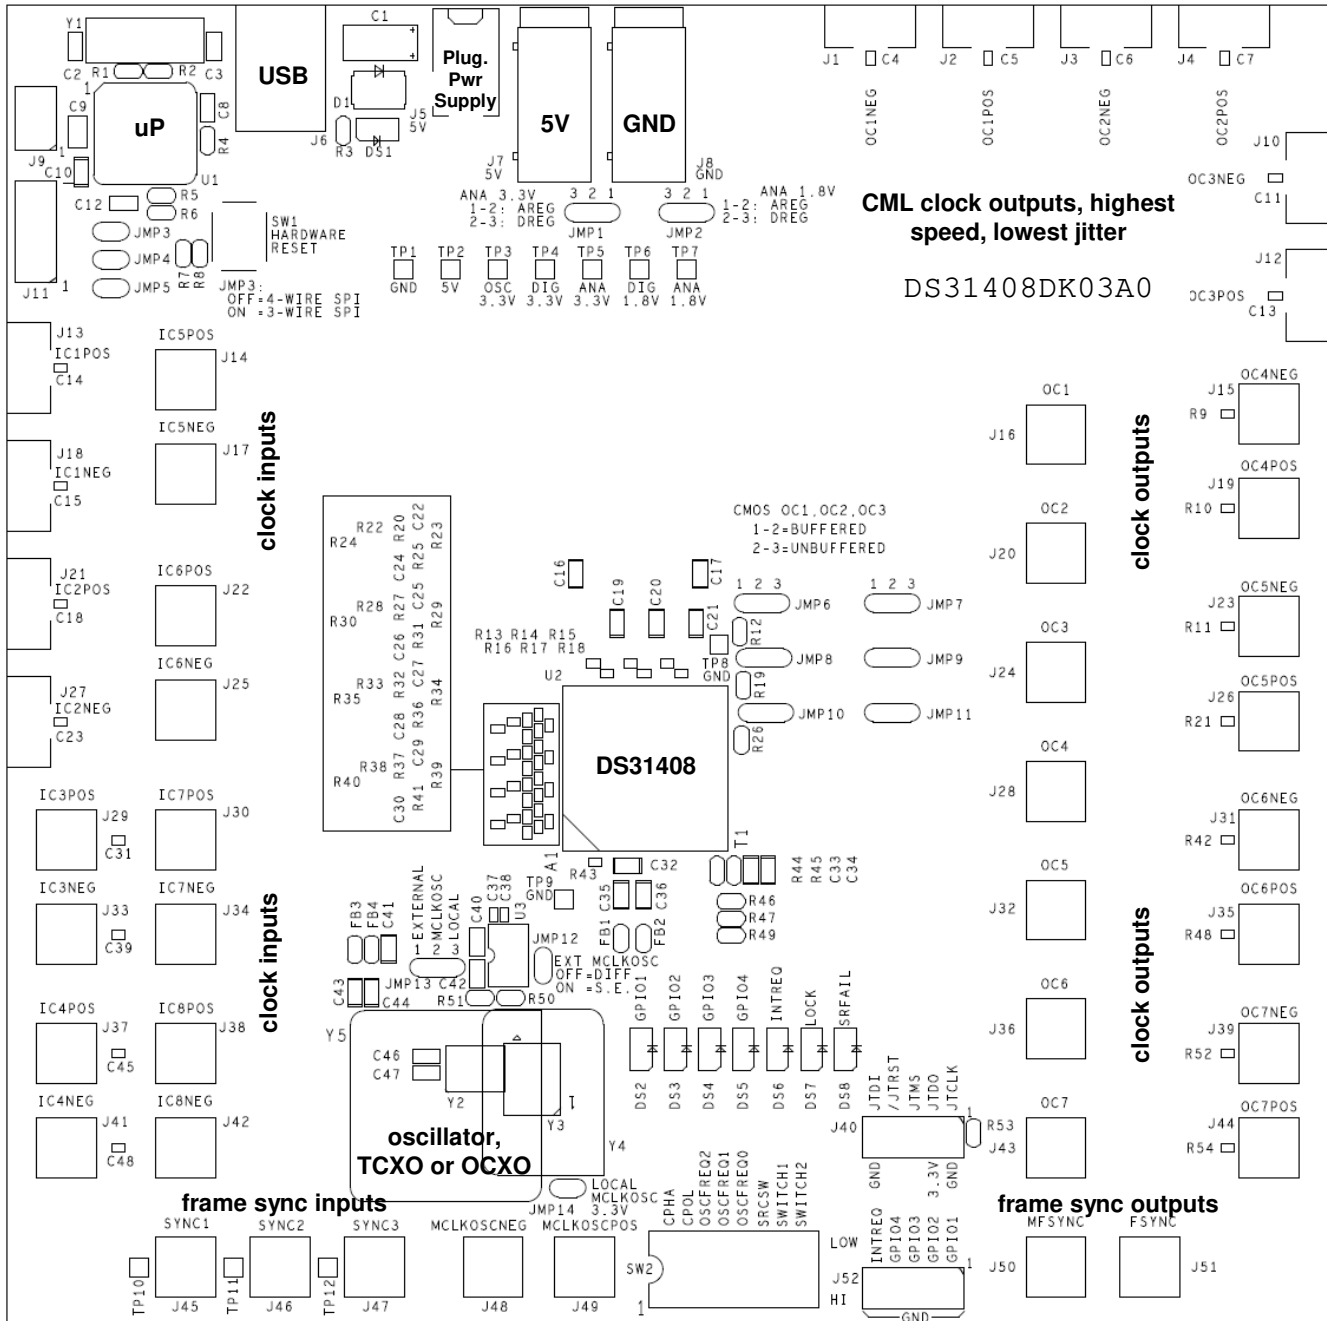 Y1
C2
R1
R2
C3
USB
C1
D1
J5
5V
J6
R3
DS1
Plug.
Pwr
Supply
5V
GND
J7
5V
J8
GND
J1
C4
OC1NEG
J2
C5
OC1POS
J3
C6
OC2NEG
J4
C7
OC2POS
J10
OC3NEG
C11
J12
OC3POS
C13
1
C9
uP
C8
R4
J9
1
C10
U1
C12
R5
R6
JMP3
JMP4
JMP5
J11
1
R7
R8
SW1
HARDWARE
RESET
JMP3:
OFF=4-WIRE SPI
ON =3-WIRE SPI
ANA 3.3V
1-2: AREG
2-3: DREG
3 2 1
JMP1
3 2 1
JMP2
ANA 1.8V
1-2: AREG
2-3: DREG
TP1
GND
TP2
5V
TP3
OSC
3.3V
TP4
DIG
3.3V
TP5
ANA
3.3V
TP6
DIG
1.8V
TP7
ANA
1.8V
CML clock outputs, highest
speed, lowest jitter
DS31408DK03A0
J13
IC1POS
C14
IC5POS
J14
J18
IC1NEG
C15
IC5NEG
J17
clock inputs
J21
IC2POS
C18
IC6POS
J22
J27
IC2NEG
C23
IC6NEG
J25
R24
R22
R20
C22
R23
C24
R25
R30
R28
R27
C25
R29
C26
R31
R35
R33
R32
C27
R34
C28
R36
R40
R38
R37
C29
R39
C30
R41
C16
C19
C20
C17
C21
R13 R14 R15
R16 R17 R18
U2
TP8
GND
DS31408
A1
T1
CMOS OC1,OC2,OC3
1-2=BUFFERED
2-3=UNBUFFERED
1 2 3
JMP6
1 2 3
JMP7
R12
JMP8
JMP9
R19
JMP10
JMP11
R26
OC1
J16
OC2
J20
OC3
J24
OC4
J28
OC5
J32
OC6
J36
OC7
J43
clock outputs
OC4NEG
J15
R9
OC4POS
J19
R10
OC5NEG
J23
R11
OC5POS
J26
R21
OC6NEG
J31
R42
OC6POS
J35
R48
OC7NEG
J39
R52
OC7POS
J44
R54
clock outputs
IC3POS
J29
C31
IC7POS
J30
IC3NEG
J33
C39
IC7NEG
J34
clock inputs
IC4POS
J37
C45
IC8POS
J38
IC4NEG
J41
C48
IC8NEG
J42
FB3
FB4
C41
EXTERNAL
MCLKOSC
LOCAL
1 2 3
JMP13
C40
C42
C37
C38
U3
TP9
GND
R43
C32
C35
C36
FB1
FB2
R44
R45
C33
C34
R46
R47
R49
JMP12
EXT MCLKOSC
OFF=DIFF
ON =S.E.
R51
R50
C43
C44
Y5
C46
C47
Y2
1
Y3
Y4
oscillator,
TCXO or OCXO
LOCAL
MCLKOSC
3.3V
JMP14
GPIO1
GPIO2
GPIO3
GPIO4
INTREQ
LOCK
SRFAIL
DS2
DS3
DS4
DS5
DS6
DS7
DS8
JTDI
/JTRST
JTMS
JTDO
JTCLK
1
J40
R53
GND
3.3V
GND
frame sync inputs
SYNC1
TP10
J45
SYNC2
TP11
J46
SYNC3
TP12
J47
MCLKOSCNEG
J48
MCLKOSCPOS
J49
CPHA
CPOL
OSCFREQ2
OSCFREQ1
OSCFREQ0
SRCSW
SWITCH1
SWITCH2
LOW
SW2
1
HI
INTREQ
GPIO4
GPIO3
GPIO2
GPIO1
J52
1
GND
frame sync outputs
MFSYNC
J50
FSYNC
J51